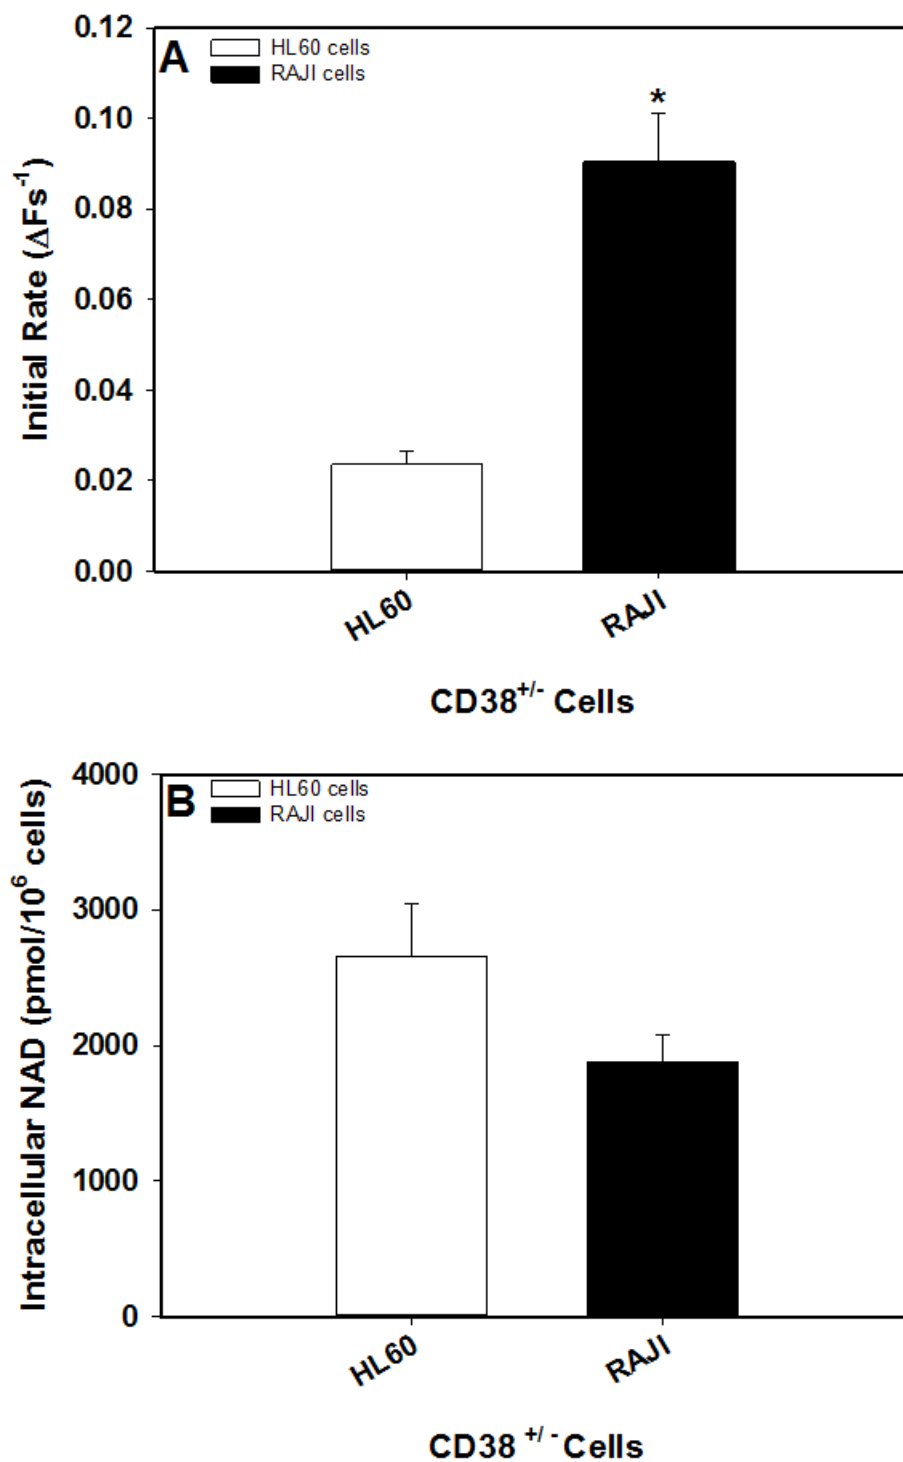 A
HL60 cells
RAJI cells
*
0.12
0.10
0.08
0.06
0.04
0.02
0.00
Initial Rate (ΔFs⁻¹)
HL60
RAJI
CD38⁺/⁻ Cells
B
HL60 cells
RAJI cells
4000
3000
2000
1000
0
Intracellular NAD (pmol/10⁶ cells)
HL60
RAJI
CD38 ⁺/⁻ Cells